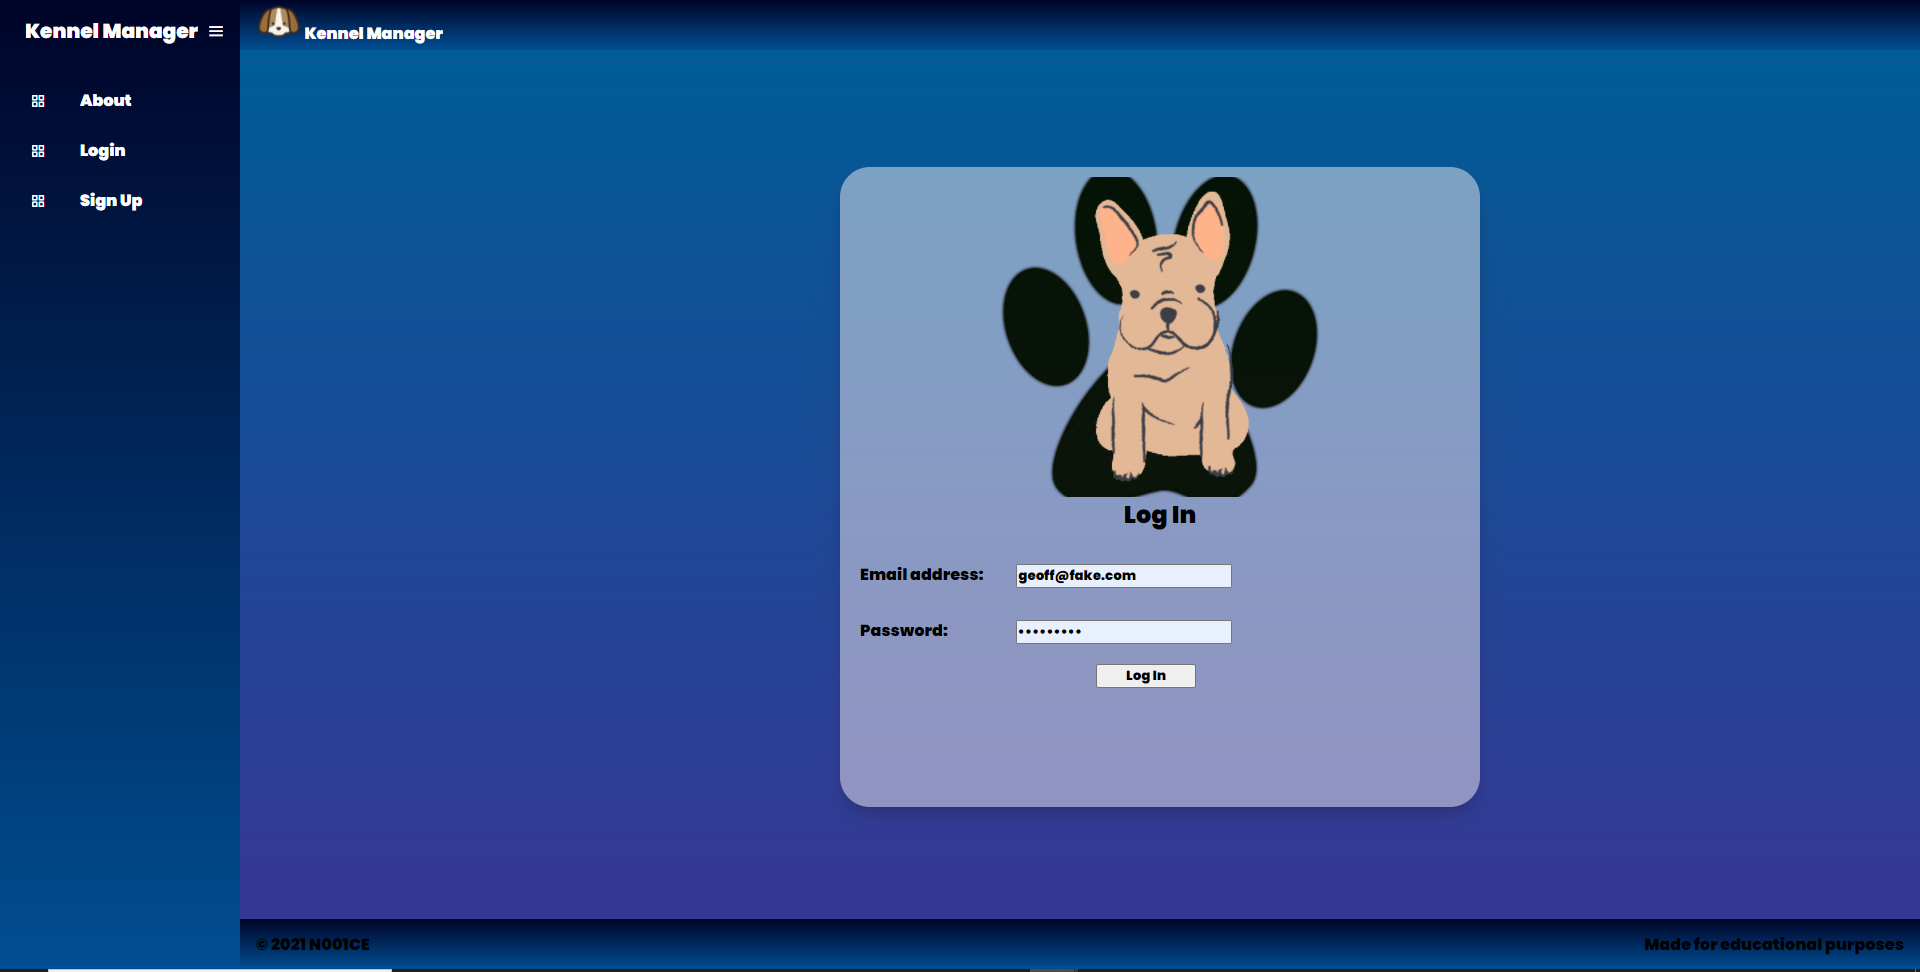 Kennel Manager
About
Login
Sign Up
Kennel Manager
Log In
Email address: geoff@fake.com
Password: •••••••••
Log In
© 2021 N001CE
Made for educational purposes